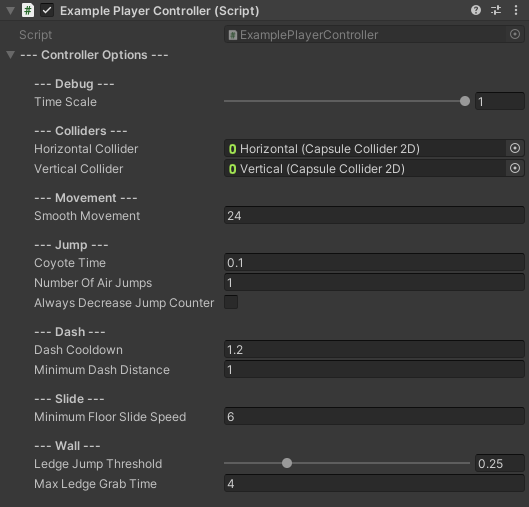 Example Player Controller (Script)
Script ExamplePlayerController
--- Controller Options ---
--- Debug ---
Time Scale 1
--- Colliders ---
Horizontal Collider Horizontal (Capsule Collider 2D)
Vertical Collider Vertical (Capsule Collider 2D)
--- Movement ---
Smooth Movement 24
--- Jump ---
Coyote Time 0.1
Number Of Air Jumps 1
Always Decrease Jump Counter
--- Dash ---
Dash Cooldown 1.2
Minimum Dash Distance 1
--- Slide ---
Minimum Floor Slide Speed 6
--- Wall ---
Ledge Jump Threshold 0.25
Max Ledge Grab Time 4